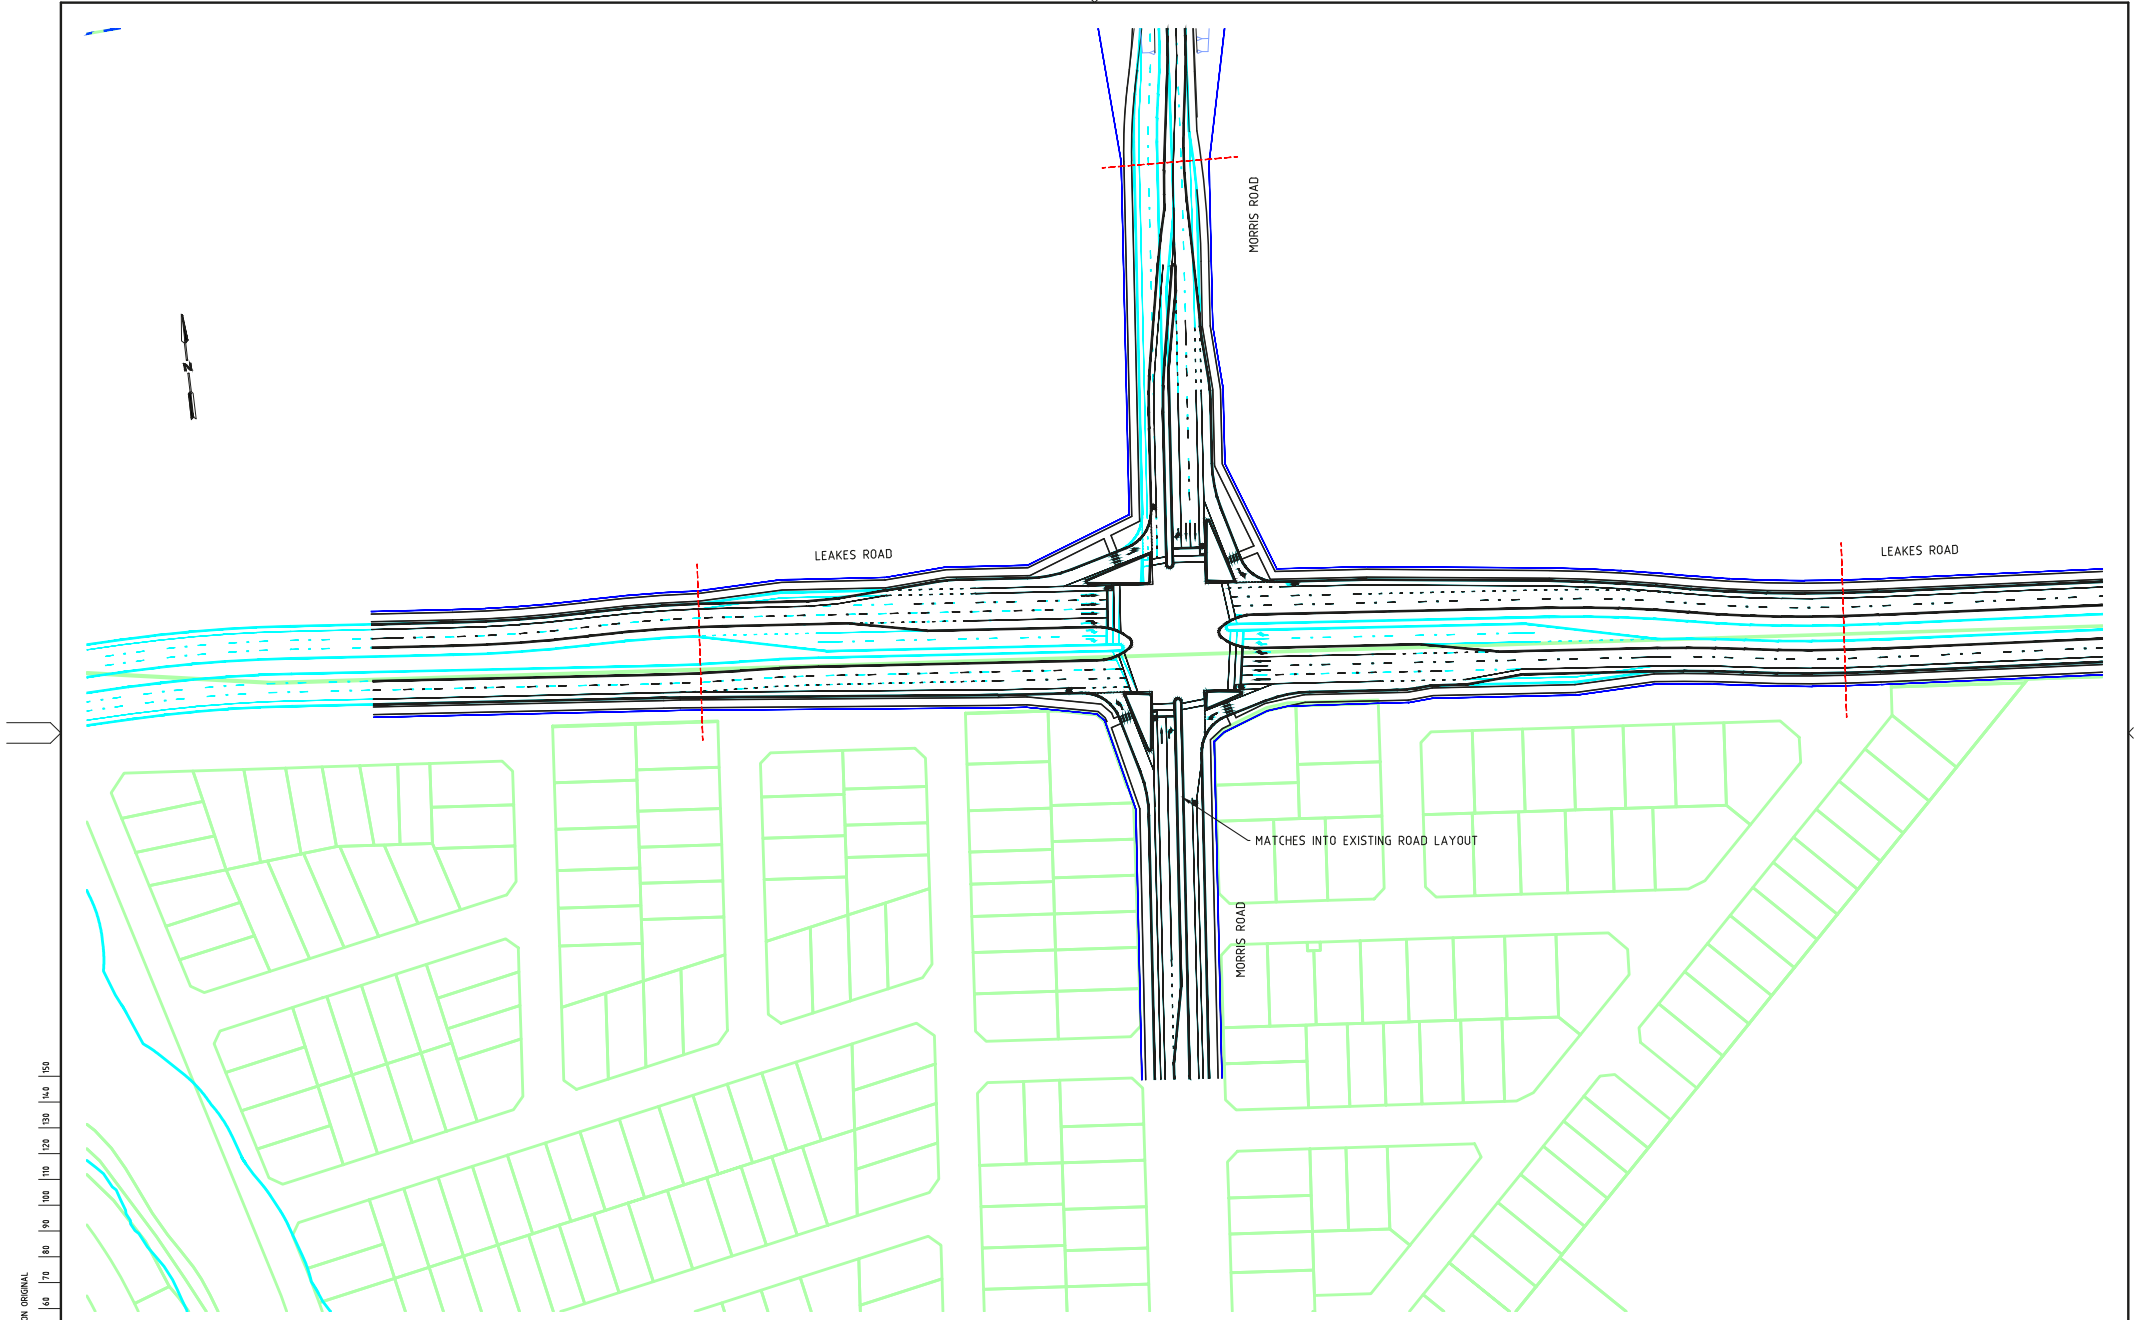 MORRIS ROAD
N
LEAKES ROAD
LEAKES ROAD
MATCHES INTO EXISTING ROAD LAYOUT
MORRIS ROAD
150
140
130
120
110
100
90
80
70
60
ON ORIGINAL